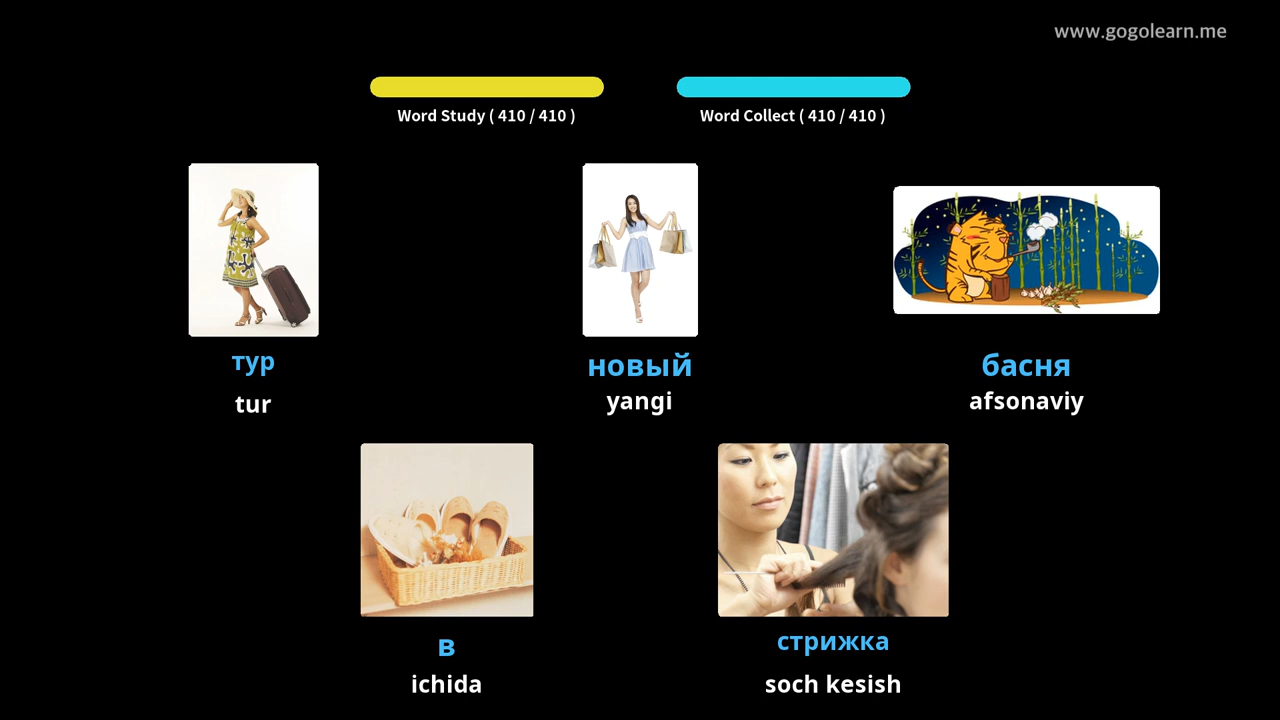 www.gogolearn.me
Word Study ( 410 / 410 )
Word Collect ( 410 / 410 )
тур
tur
новый
yangi
басня
afsonaviy
в
ichida
стрижка
soch kesish